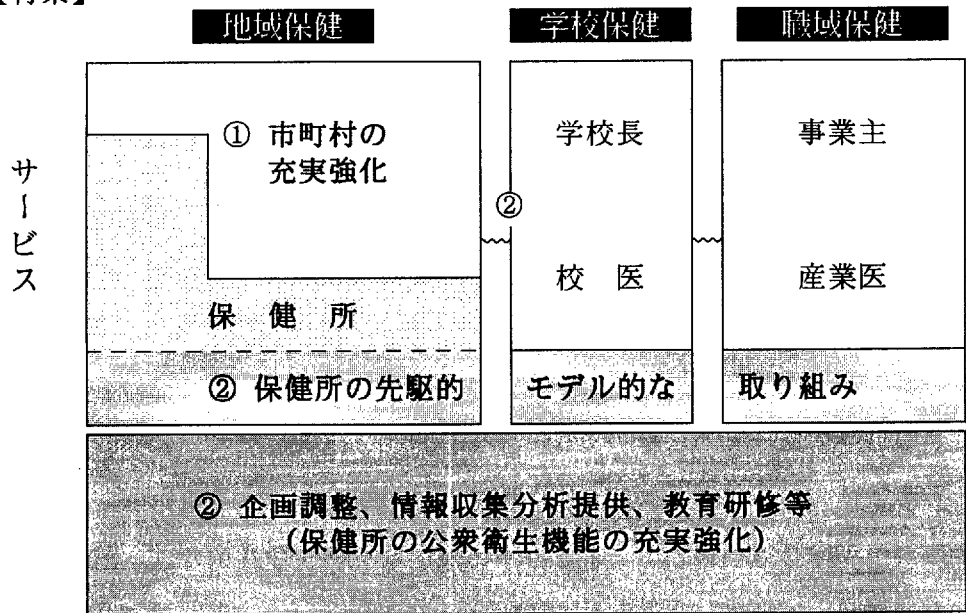 地域保健
学校保健
職域保健
サービス
① 市町村の
充実強化
学校長
事業主
②
校 医
産業医
保 健 所
② 保健所の先駆的
モデル的な
取り組み
② 企画調整、情報収集分析提供、教育研修等
(保健所の公衆衛生機能の充実強化)